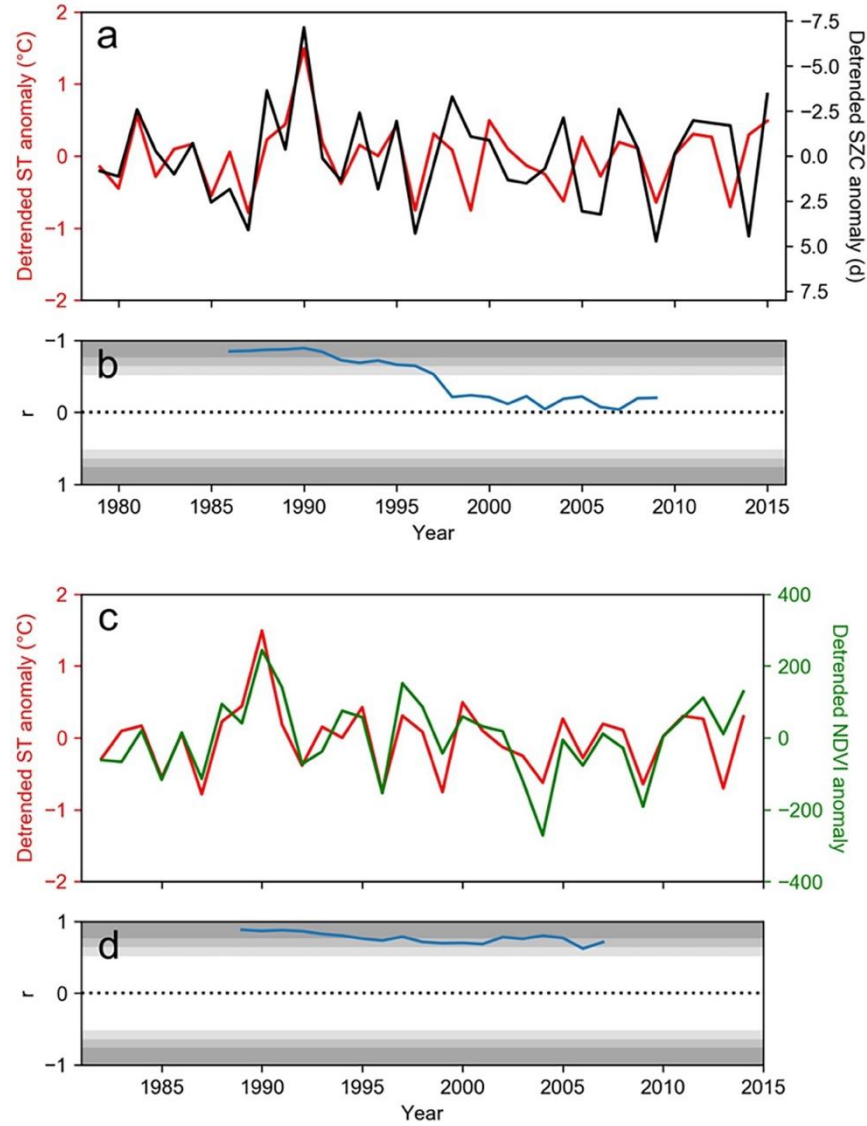 a
Detrended ST anomaly (°C)
2
1
0
−1
−2
−7.5
−5.0
−2.5
0.0
2.5
5.0
7.5
Detrended SZC anomaly (d)
b
r
−1
0
1
1980 1985 1990 1995 2000 2005 2010 2015
Year
c
Detrended ST anomaly (°C)
2
1
0
−1
−2
400
200
0
−200
−400
Detrended NDVI anomaly
d
r
1
0
−1
1985 1990 1995 2000 2005 2010 2015
Year